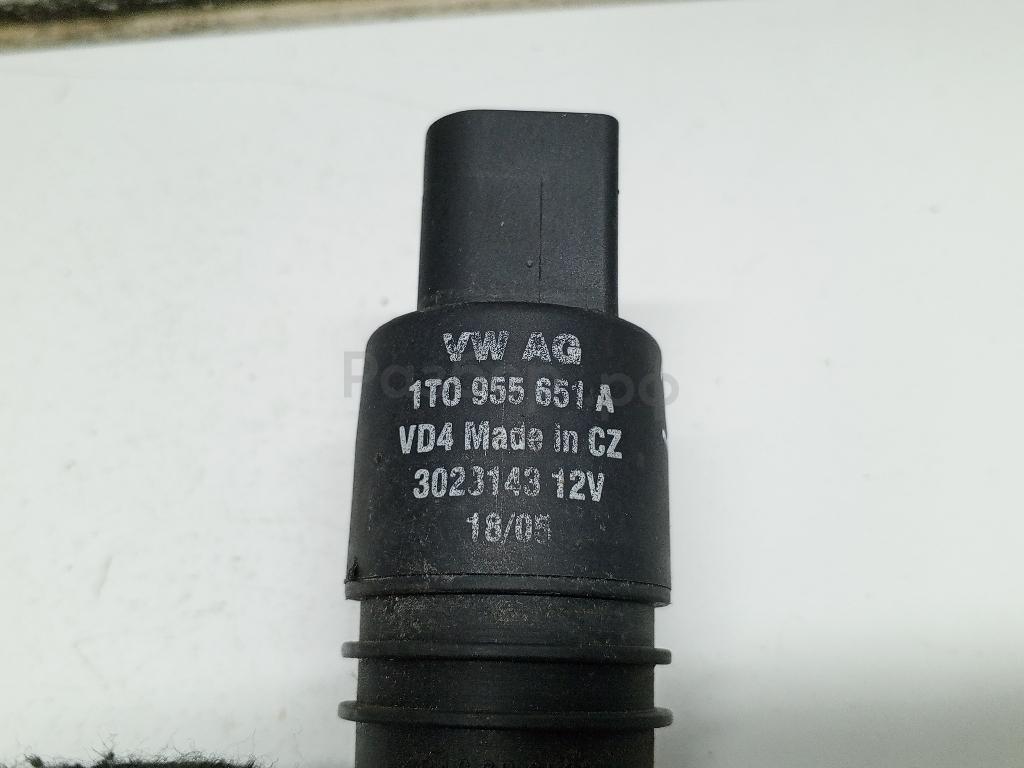 VW AG
1T0 955 651 A
VD4 Made in CZ
3023143 12V
18/05